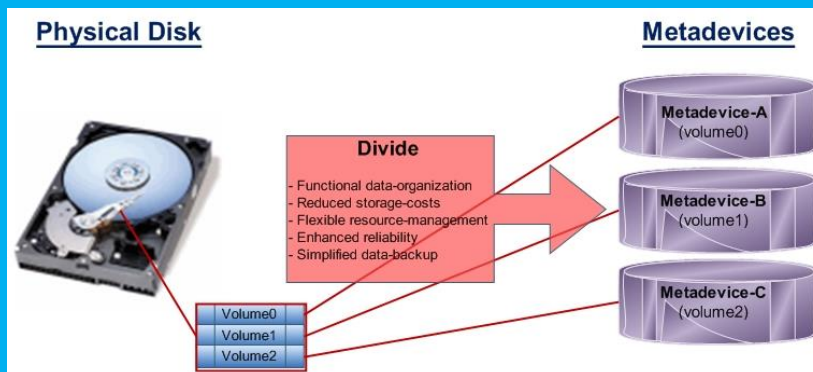 Physical Disk
Metadevices
Divide
- Functional data-organization
- Reduced storage-costs
- Flexible resource-management
- Enhanced reliability
- Simplified data-backup
Metadevice-A
(volume0)
Metadevice-B
(volume1)
Metadevice-C
(volume2)
Volume0
Volume1
Volume2